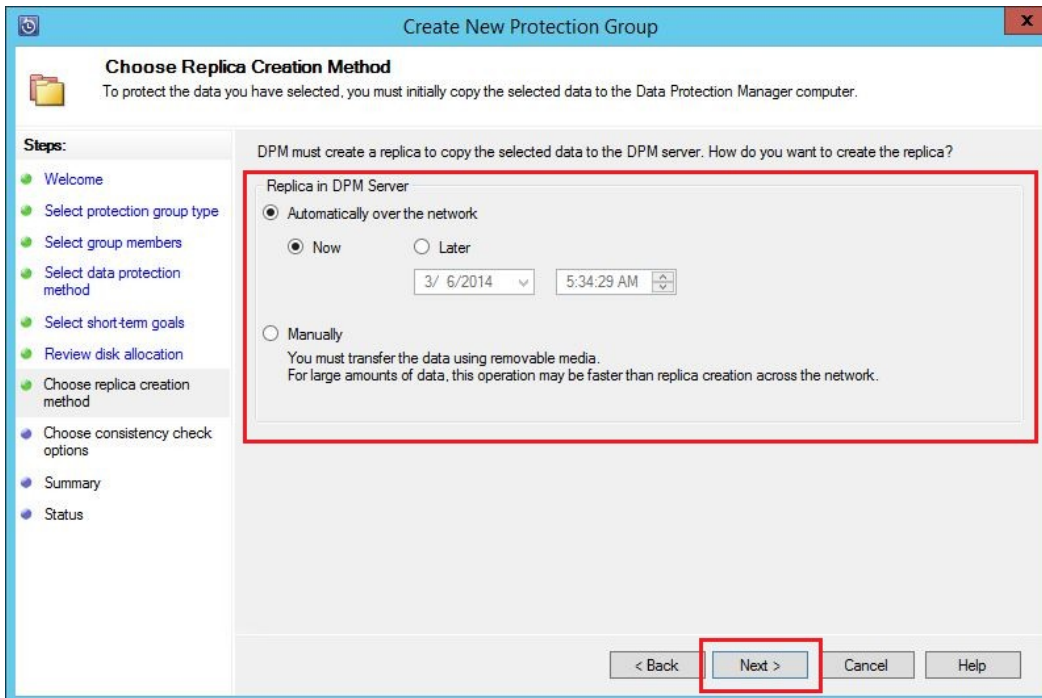 Create New Protection Group
x
Choose Replica Creation Method
To protect the data you have selected, you must initially copy the selected data to the Data Protection Manager computer.
Steps:
Welcome
Select protection group type
Select group members
Select data protection
method
Select short-term goals
Review disk allocation
Choose replica creation
method
Choose consistency check
options
Summary
Status
DPM must create a replica to copy the selected data to the DPM server. How do you want to create the replica?
Replica in DPM Server
Automatically over the network
Now Later
3/ 6/2014 5:34:29 AM
Manually
You must transfer the data using removable media.
For large amounts of data, this operation may be faster than replica creation across the network.
< Back Next > Cancel Help